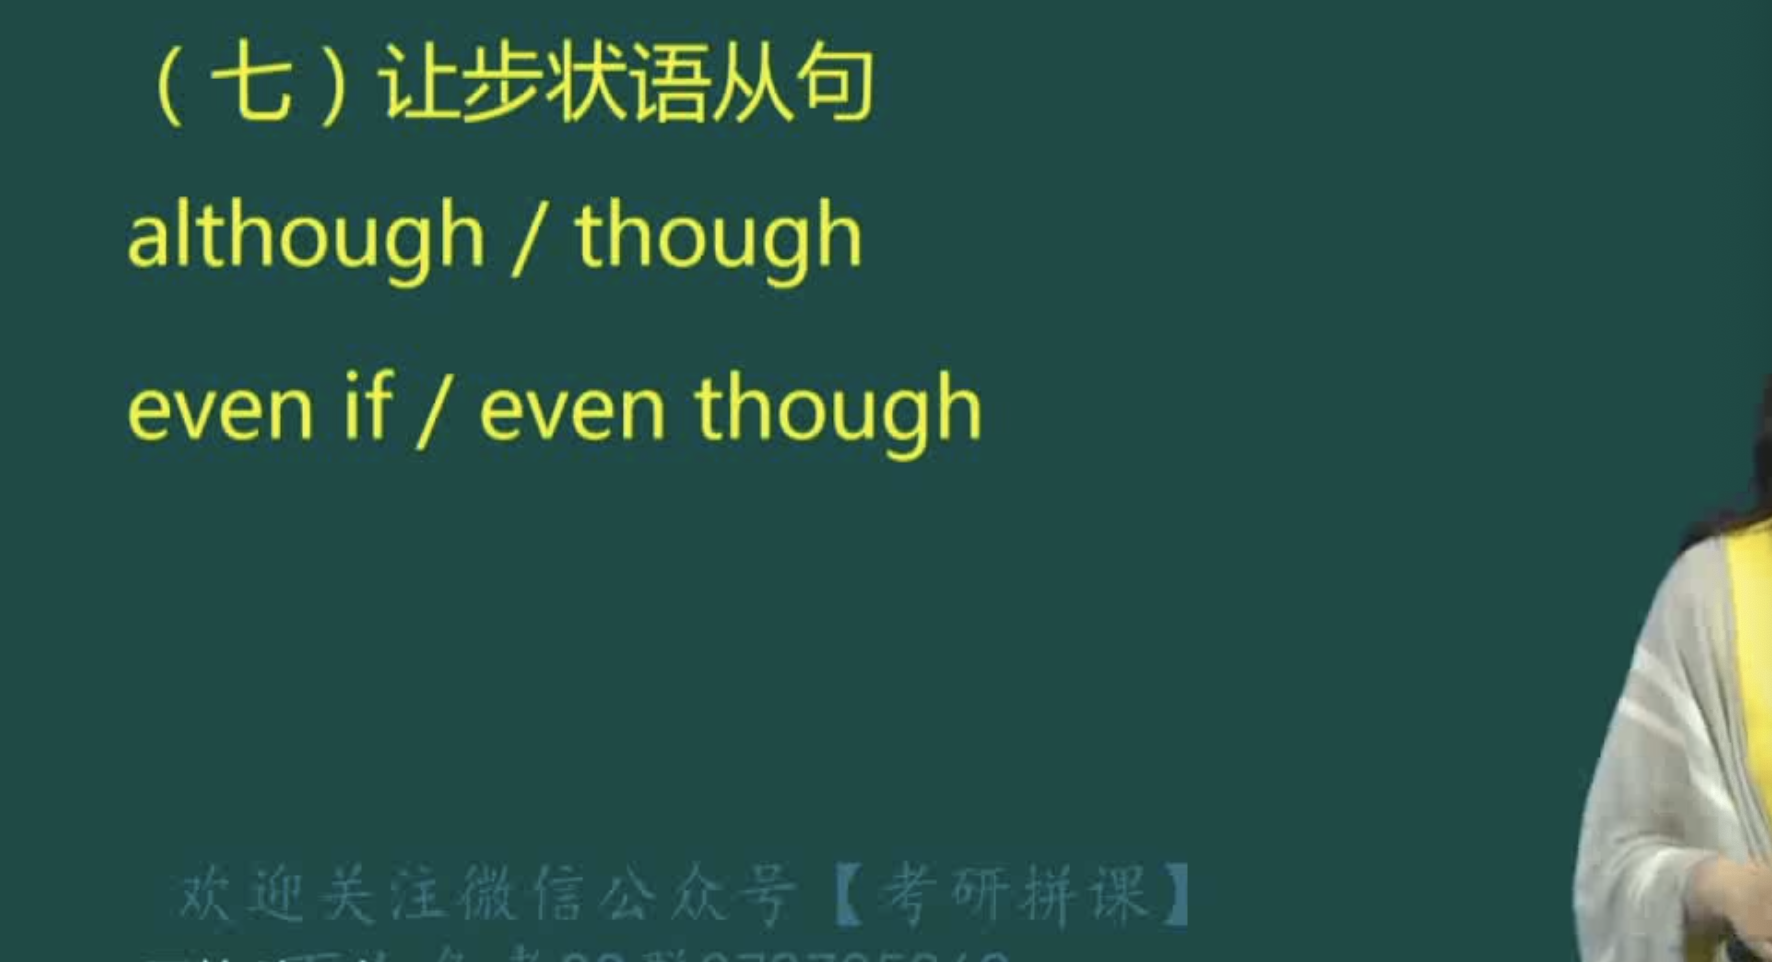 （七）让步状语从句
although / though
even if / even though
欢迎关注微信公众号【考研拼课】